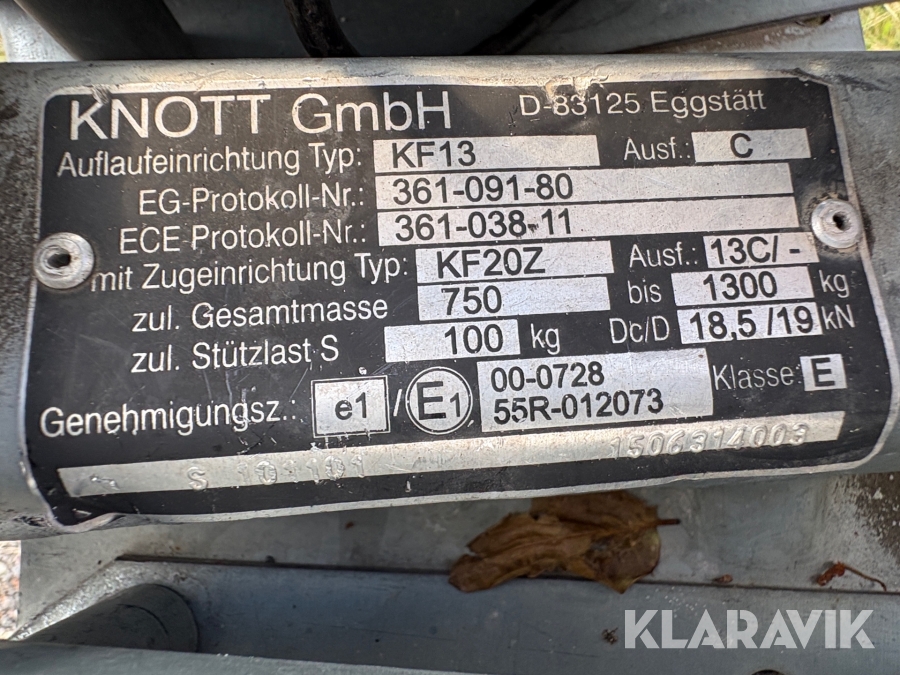 KNOTT GmbH D-83125 Eggstätt
Auflaufeinrichtung Typ: KF13 Ausf.: C
EG-Protokoll-Nr.: 361-091-80
ECE Protokoll-Nr.: 361-038-11
mit Zugeinrichtung Typ: KF20Z Ausf.: 13C/-
zul. Gesamtmasse 750 bis 1300 kg
zul. Stützlast S 100 kg Dc/D 18,5/19 kN
Genehmigungsz.: e1 / E1 00-0728 Klasse: E
55R-012073
S 101101 1506314003
KLARAVIK